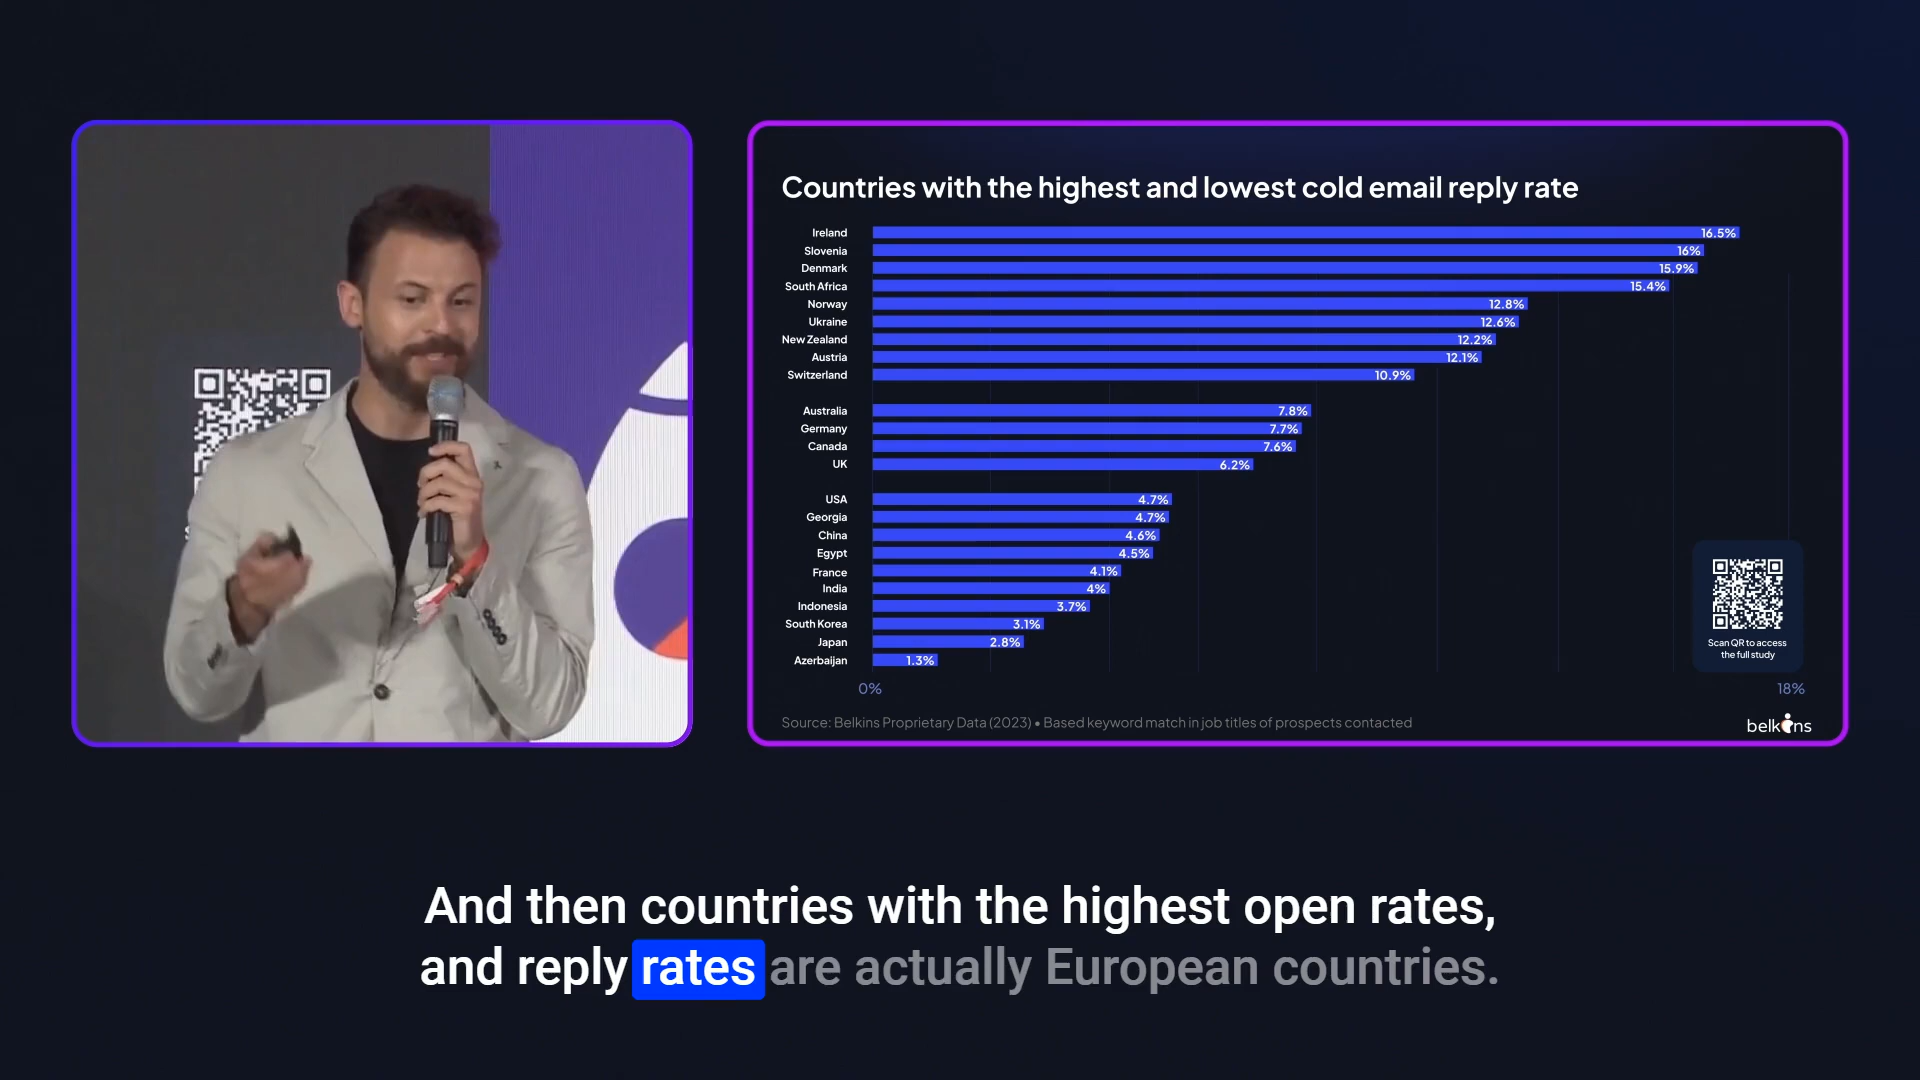 Countries with the highest and lowest cold email reply rate
Ireland 16.5%
Slovenia 16%
Denmark 15.9%
South Africa 15.4%
Norway 12.8%
Ukraine 12.6%
New Zealand 12.2%
Austria 12.1%
Switzerland 10.9%
Australia 7.8%
Germany 7.7%
Canada 7.6%
UK 6.2%
USA 4.7%
Georgia 4.7%
China 4.6%
Egypt 4.5%
France 4.1%
India 4%
Indonesia 3.7%
South Korea 3.1%
Japan 2.8%
Azerbaijan 1.3%
0% 18%
Scan QR to access
the full study
Source: Belkins Proprietary Data (2023) • Based keyword match in job titles of prospects contacted
belkins
And then countries with the highest open rates,
and reply rates are actually European countries.